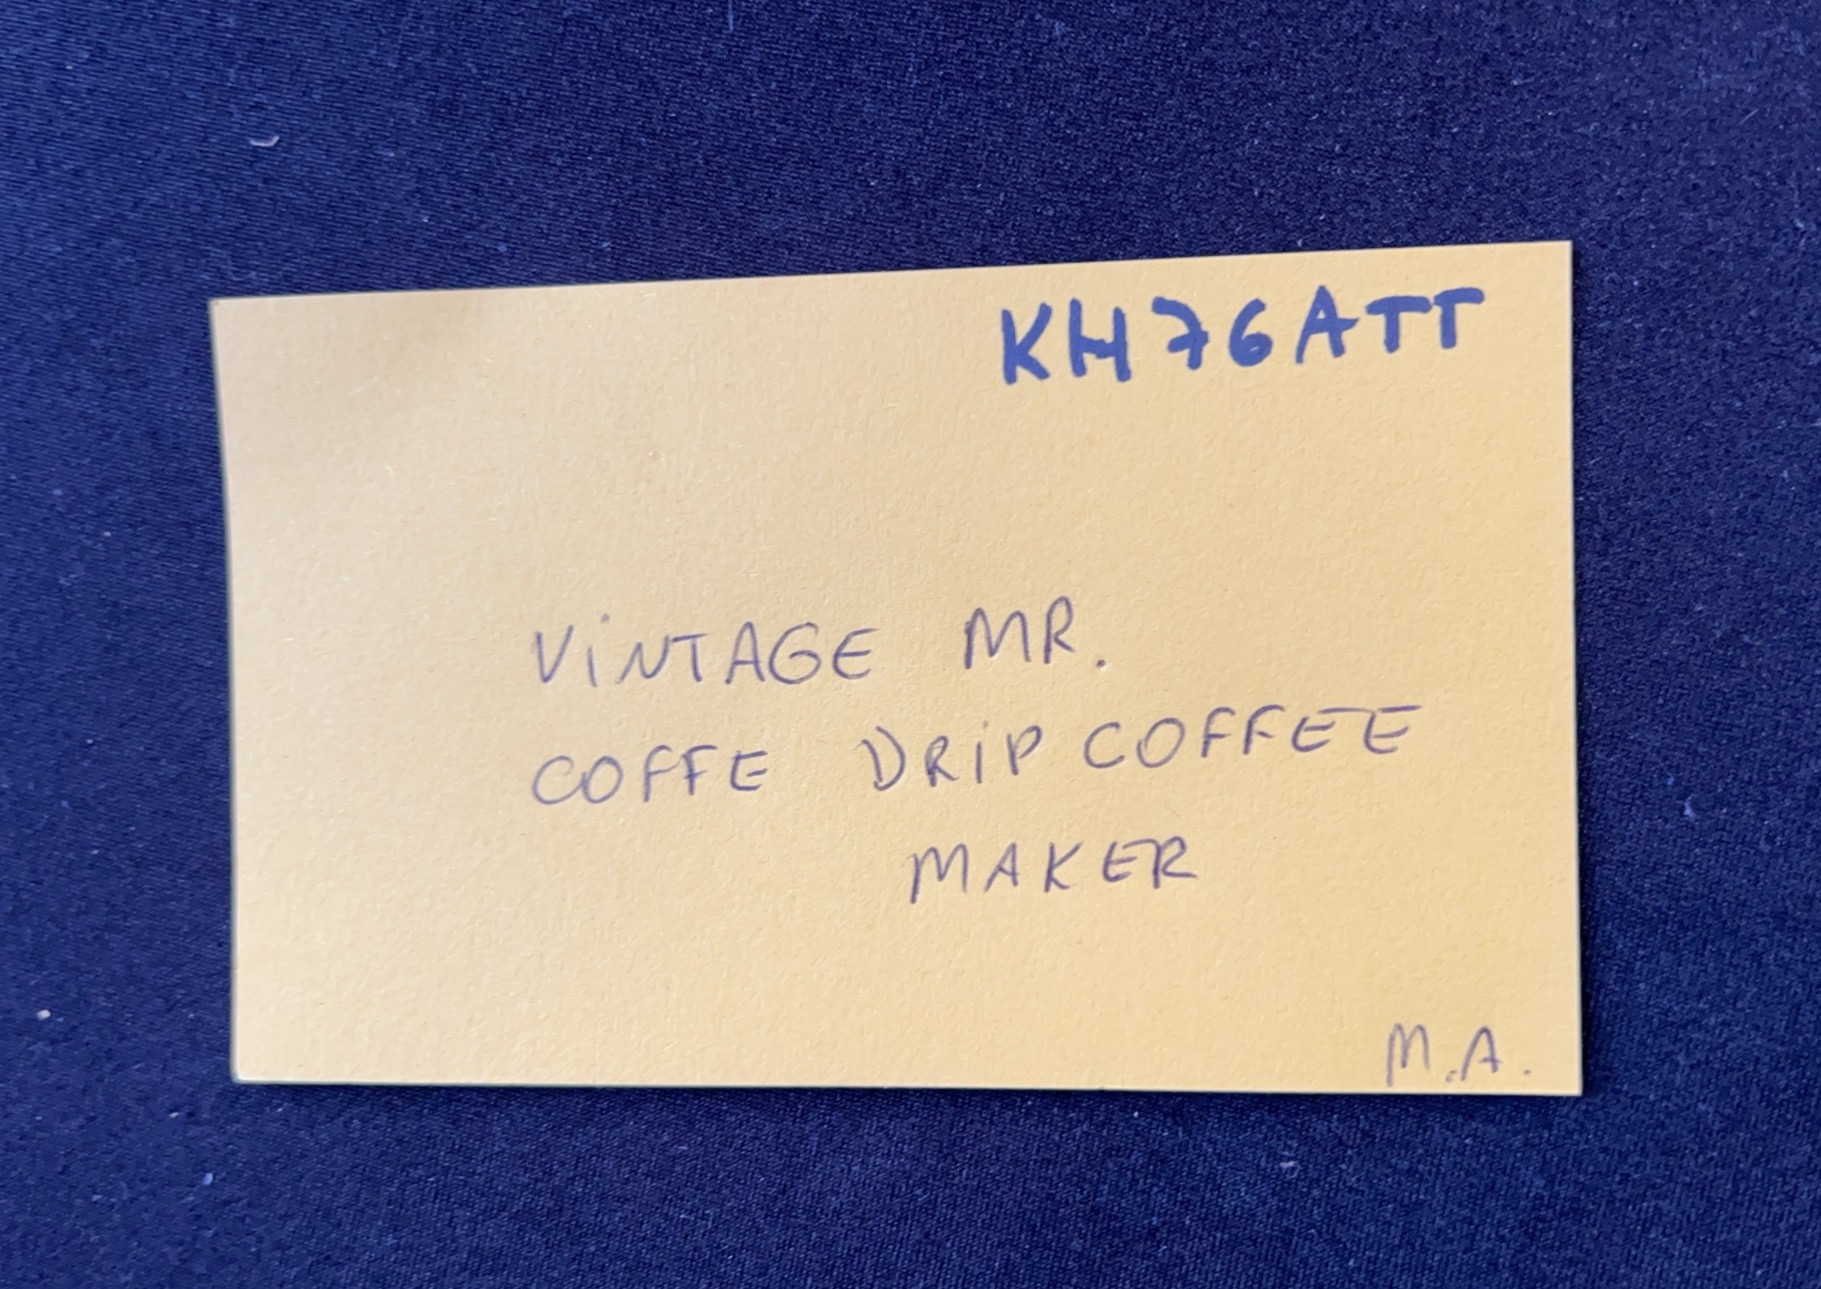 KH76ATT
ViNTAGE MR.
COFFE DRiP COFFEE
MAKER
M.A.